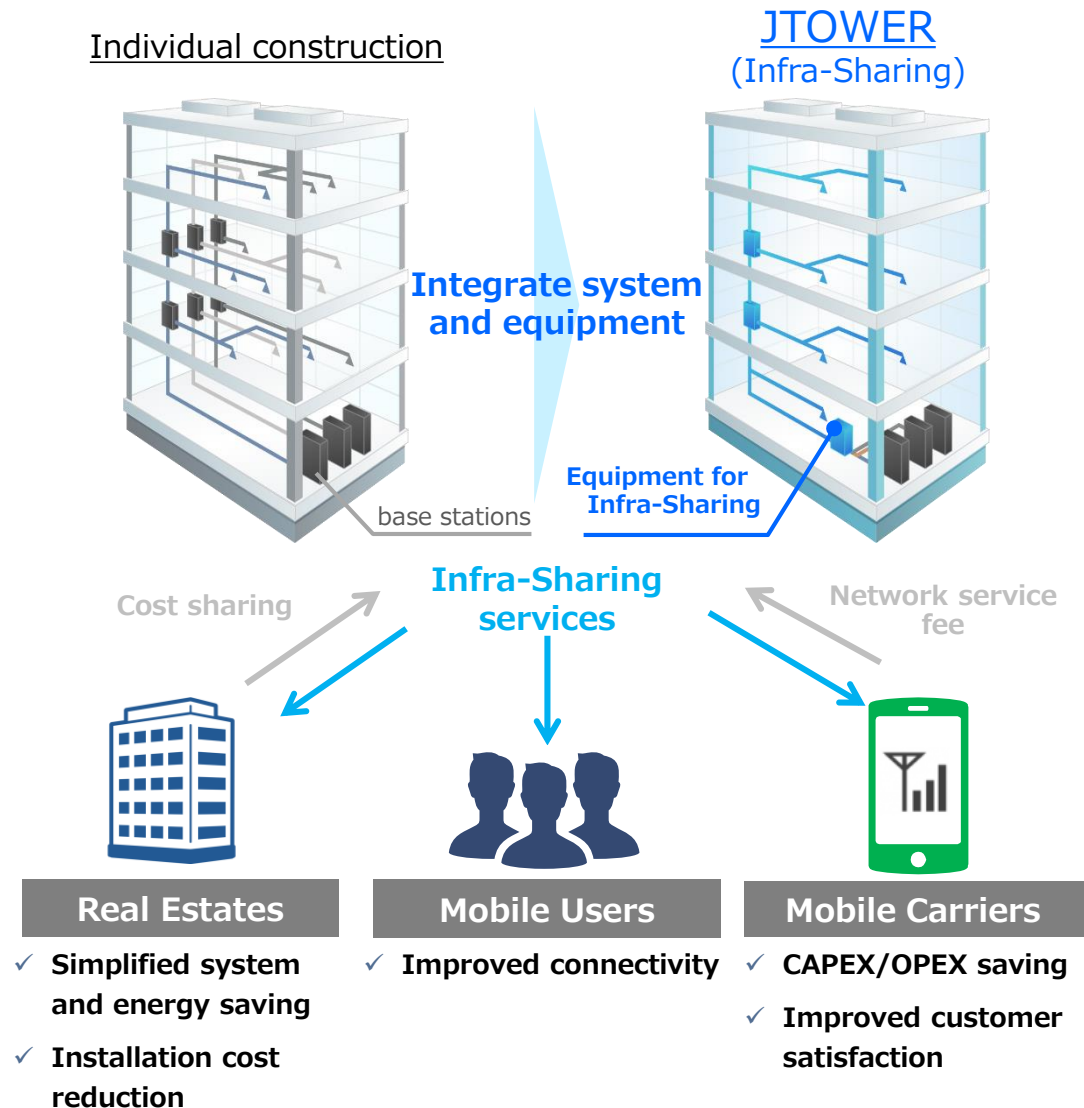 Individual construction
JTOWER
(Infra-Sharing)
Integrate system
and equipment
Equipment for
Infra-Sharing
base stations
Infra-Sharing
services
Cost sharing
Network service
fee
Real Estates
Mobile Users
Mobile Carriers
✓ Simplified system
and energy saving
✓ Installation cost
reduction
✓ Improved connectivity
✓ CAPEX/OPEX saving
✓ Improved customer
satisfaction